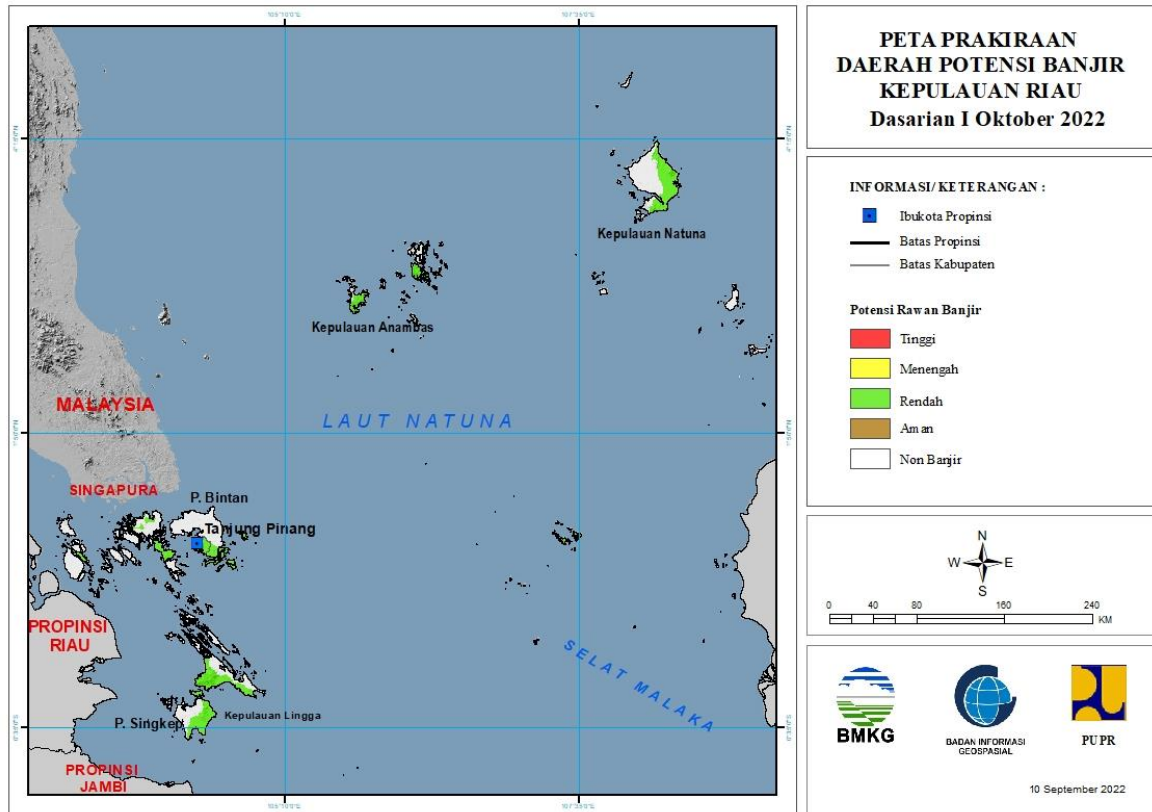 PETA PRAKIRAAN
DAERAH POTENSI BANJIR
KEPULAUAN RIAU
Dasarian I Oktober 2022
INFORMASI/ KETERANGAN :
Ibukota Propinsi
Batas Propinsi
Batas Kabupaten
Potensi Rawan Banjir
Tinggi
Menengah
Rendah
Aman
Non Banjir
N
W E
S
0 40 80 160 240
KM
BMKG
BADAN INFORMASI
GEOSPASIAL
PUPR
10 September 2022
Kepulauan Natuna
Kepulauan Anambas
MALAYSIA
LAUT NATUNA
SINGAPURA
P. Bintan
Tanjung Pinang
PROPINSI
RIAU
SELAT MALAKA
P. Singkep
Kepulauan Lingga
PROPINSI
JAMBI